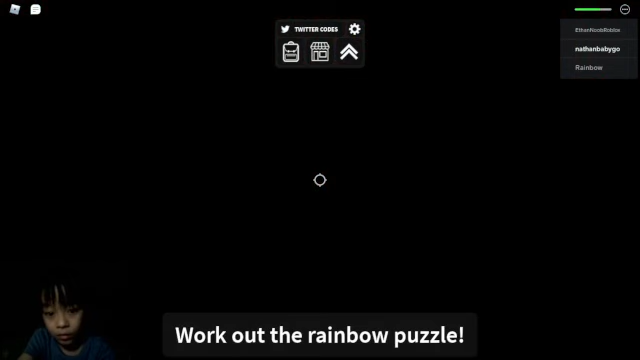 TWITTER CODES
EthanNoobRoblox
nathanbabygo
Rainbow
Work out the rainbow puzzle!